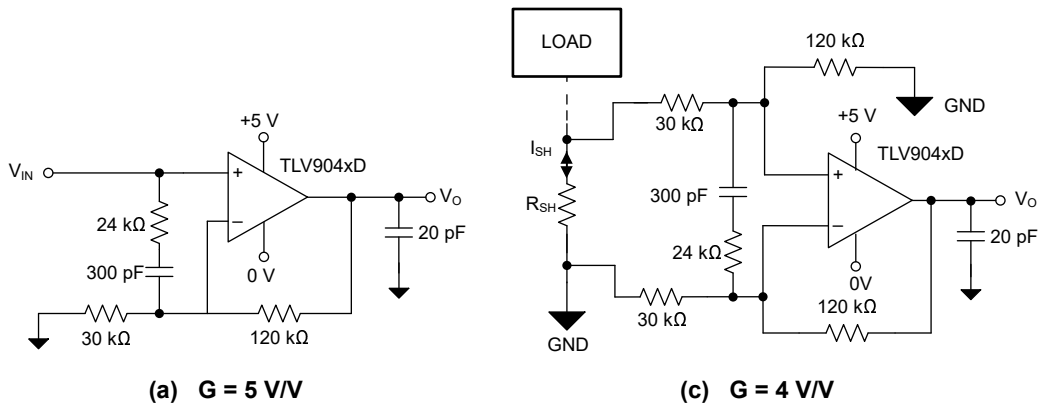 +5 V
TLV904xD
V_IN
+
−
V_O
24 kΩ
20 pF
300 pF
0 V
30 kΩ
120 kΩ
(a) G = 5 V/V
LOAD
120 kΩ
GND
30 kΩ
+5 V
TLV904xD
I_SH
300 pF
+
−
V_O
R_SH
24 kΩ
20 pF
0V
30 kΩ
120 kΩ
GND
(c) G = 4 V/V